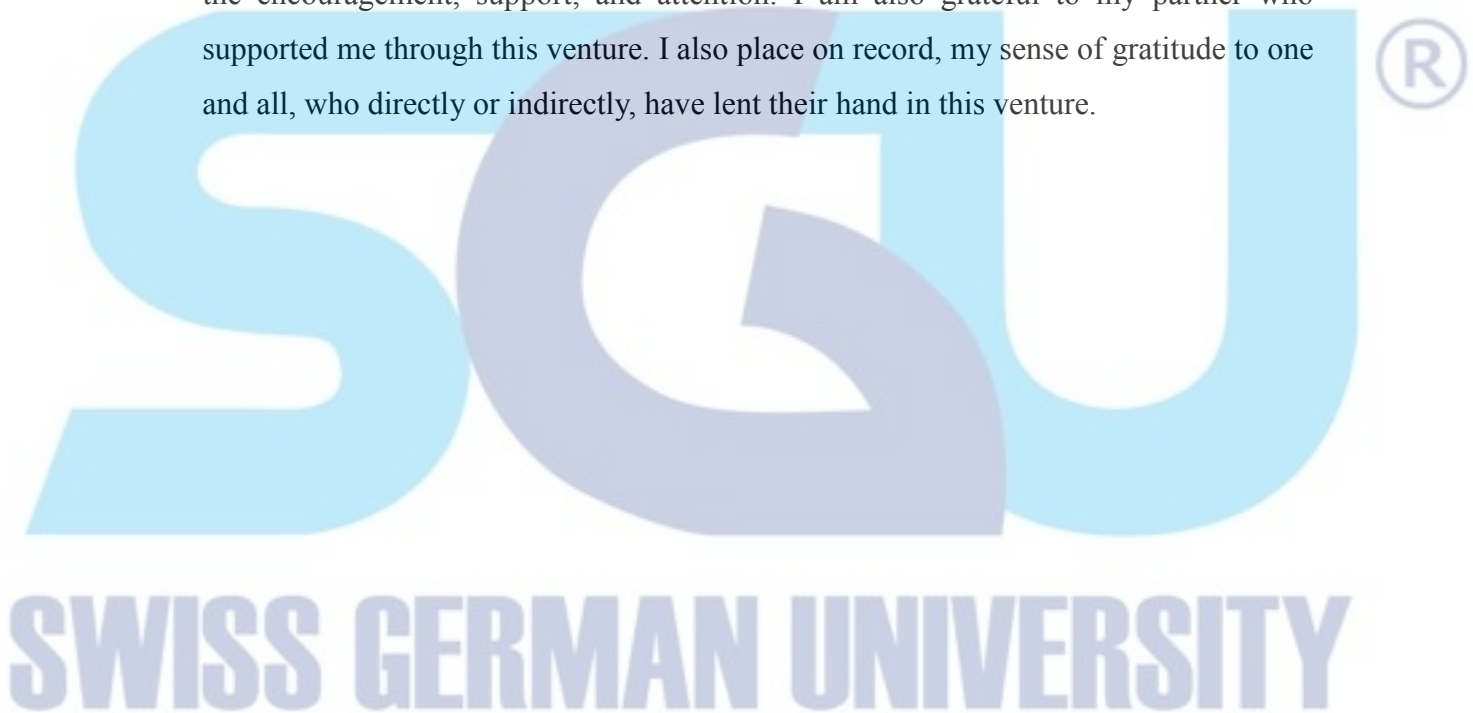 the encouragement, support, and attention. I am also grateful to my partner who
supported me through this venture. I also place on record, my sense of gratitude to one
and all, who directly or indirectly, have lent their hand in this venture.
SGU ®
SWISS GERMAN UNIVERSITY